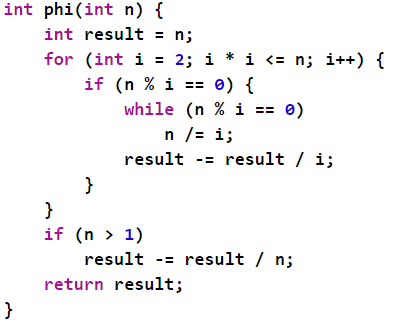 int phi(int n) {
    int result = n;
    for (int i = 2; i * i <= n; i++) {
        if (n % i == 0) {
            while (n % i == 0)
                n /= i;
            result -= result / i;
        }
    }
    if (n > 1)
        result -= result / n;
    return result;
}